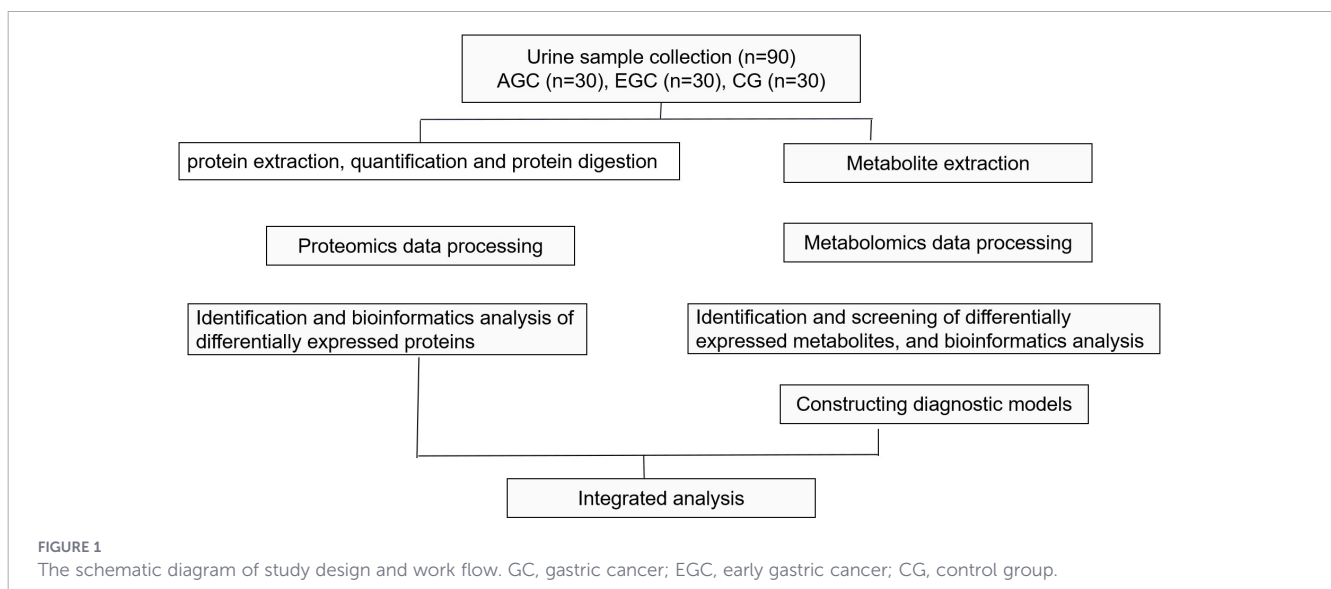 Urine sample collection (n=90)
AGC (n=30), EGC (n=30), CG (n=30)
protein extraction, quantification and protein digestion
Metabolite extraction
Proteomics data processing
Metabolomics data processing
Identification and bioinformatics analysis of
differentially expressed proteins
Identification and screening of differentially
expressed metabolites, and bioinformatics analysis
Constructing diagnostic models
Integrated analysis
FIGURE 1
The schematic diagram of study design and work flow. GC, gastric cancer; EGC, early gastric cancer; CG, control group.